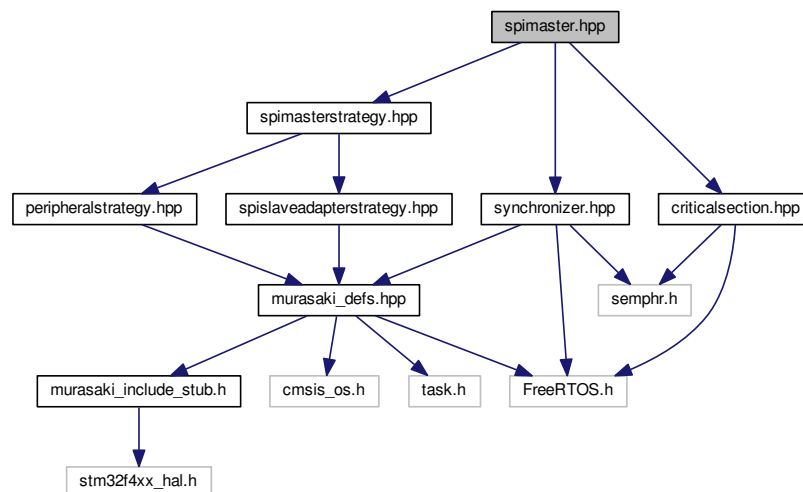 spimaster.hpp
spimasterstrategy.hpp
peripheralstrategy.hpp
spislaveadapterstrategy.hpp
synchronizer.hpp
criticalsection.hpp
murasaki_defs.hpp
semphr.h
murasaki_include_stub.h
cmsis_os.h
task.h
FreeRTOS.h
stm32f4xx_hal.h